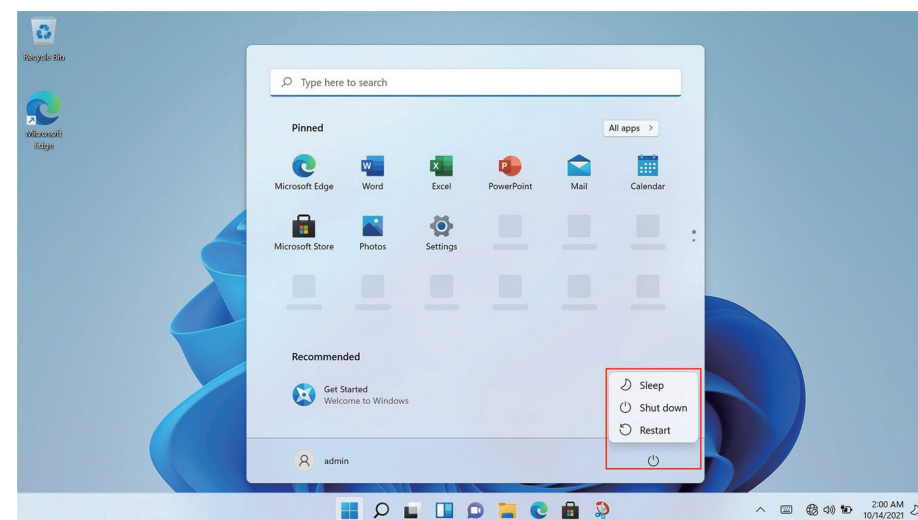 Recycle Bin
Microsoft
Edge
Type here to search
Pinned
All apps
Microsoft Edge
Word
Excel
PowerPoint
Mail
Calendar
Microsoft Store
Photos
Settings
Recommended
Get Started
Welcome to Windows
Sleep
Shut down
Restart
admin
2:00 AM
10/14/2021